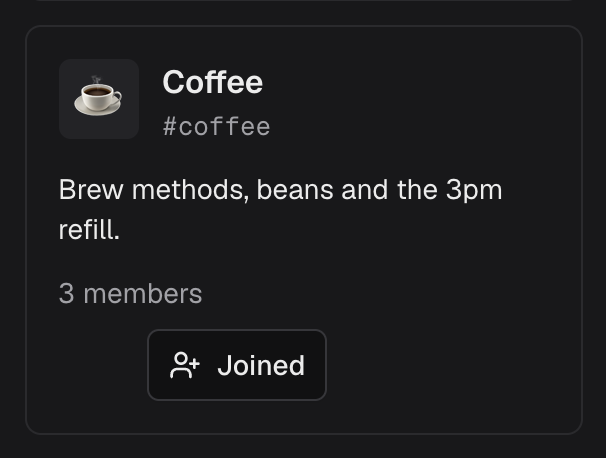 Coffee
#coffee
Brew methods, beans and the 3pm
refill.
3 members
Joined